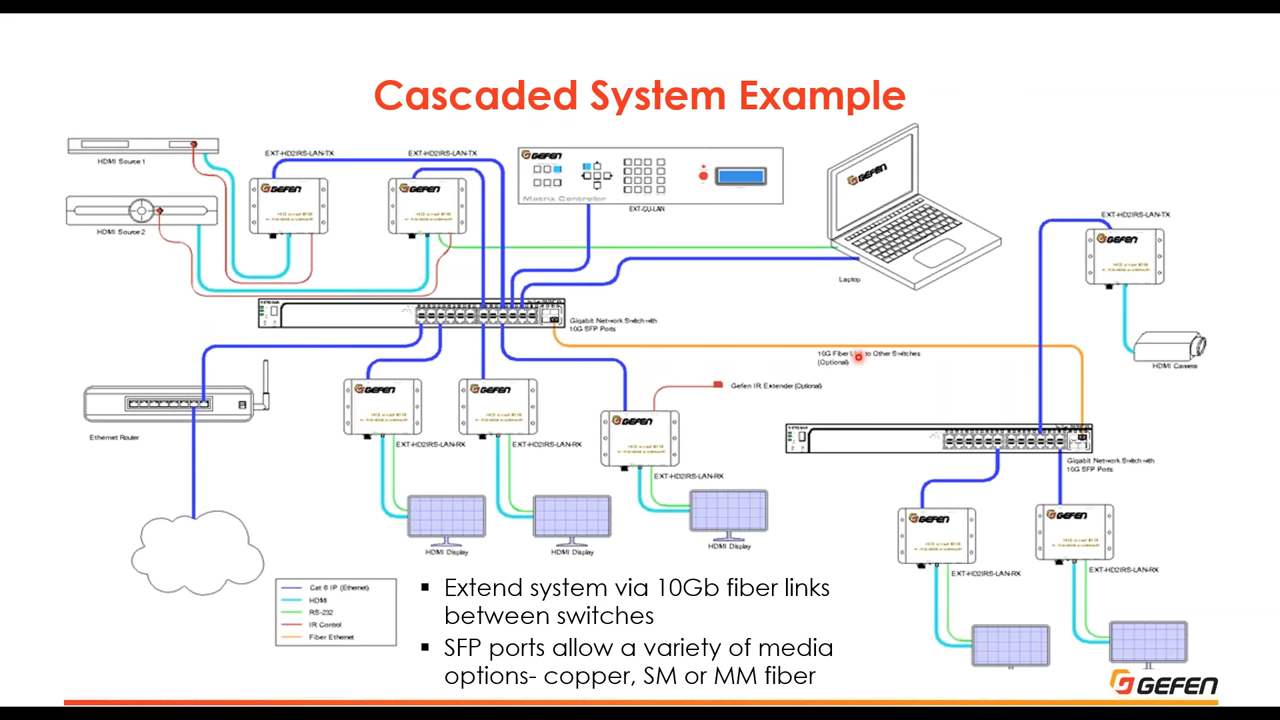 Cascaded System Example
HDMI Source 1
EXT-HD2IRS-LAN-TX
EXT-HD2IRS-LAN-TX
GEFEN
GEFEN
GEFEN
Matrix Controller
EXT-CU-LAN
GEFEN
Laptop
EXT-HD2IRS-LAN-TX
GEFEN
HDMI Camera
HDMI Source 2
Gigabit Network Switch with
10G SFP Ports
10G Fiber to Other Switches
(Optional)
Gefen IR Extender (Optional)
Ethernet Router
GEFEN
EXT-HD2IRS-LAN-RX
GEFEN
EXT-HD2IRS-LAN-RX
GEFEN
EXT-HD2IRS-LAN-RX
HDMI Display
HDMI Display
HDMI Display
Gigabit Network Switch with
10G SFP Ports
GEFEN
EXT-HD2IRS-LAN-RX
GEFEN
EXT-HD2IRS-LAN-RX
Cat-6 IP (Ethernet)
HDMI
RS-232
IR Control
Fiber Ethernet
▪ Extend system via 10Gb fiber links
between switches
▪ SFP ports allow a variety of media
options- copper, SM or MM fiber
GEFEN